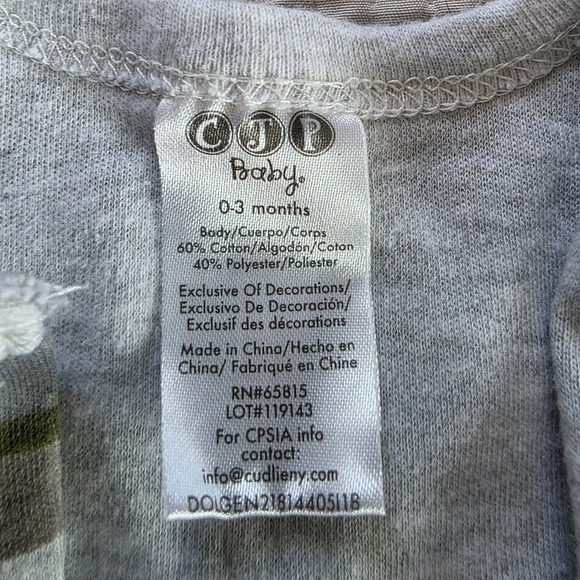 CJP
Baby®
0-3 months
Body/Cuerpo/Corps
60% Cotton/Algodón/Coton
40% Polyester/Poliester
Exclusive Of Decorations/
Exclusivo De Decoración/
Exclusif des décorations
Made in China/Hecho en
China/ Fabriqué en Chine
RN#65815
LOT#119143
For CPSIA info
contact:
info@cudlieny.com
DO\GEN21814405I1B